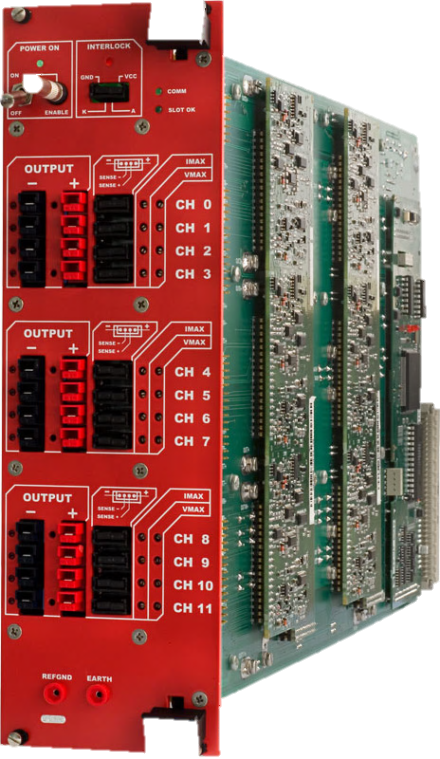 POWER ON
INTERLOCK
ON
OFF
ENABLE
GND
VCC
K
A
COMM
SLOT OK
OUTPUT
− +
− +
SENSE -
SENSE +
IMAX
VMAX
CH 0
CH 1
CH 2
CH 3
OUTPUT
− +
− +
SENSE -
SENSE +
IMAX
VMAX
CH 4
CH 5
CH 6
CH 7
OUTPUT
− +
− +
SENSE -
SENSE +
IMAX
VMAX
CH 8
CH 9
CH 10
CH 11
REFGND
EARTH